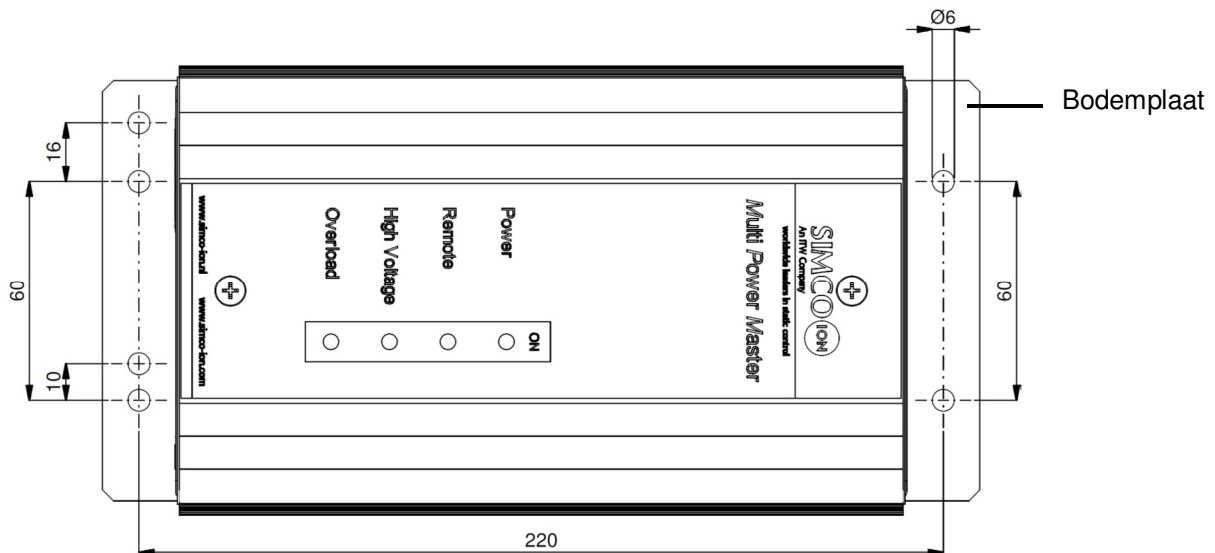 Ø6
Bodemplaat
16
60
10
60
220
www.simco-ion.nl www.simco-ion.com
Overload
High Voltage
Remote
Power
ON
Multi Power Master
worldwide leaders in static control
An ITW Company
SIMCO ION